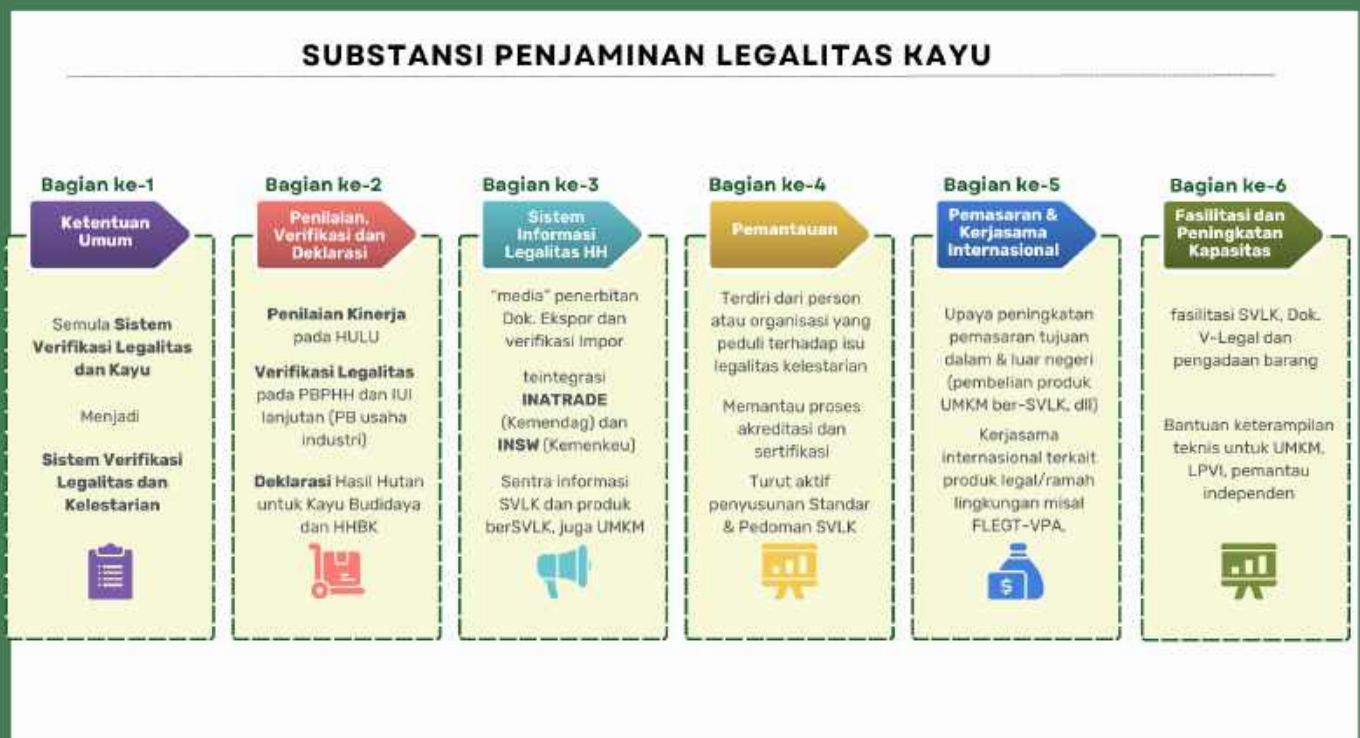 SUBSTANSI PENJAMINAN LEGALITAS KAYU
Bagian ke-1
Ketentuan
Umum
Semula Sistem
Verifikasi Legalitas
dan Kayu
Menjadi
Sistem Verifikasi
Legalitas dan
Kelestarian
Bagian ke-2
Penilaian,
Verifikasi dan
Deklarasi
Penilaian Kinerja
pada HULU
Verifikasi Legalitas
pada PBPHH dan IUI
lanjutan (PB usaha
industri)
Deklarasi Hasil Hutan
untuk Kayu Budidaya
dan HHBK
Bagian ke-3
Sistem
Informasi
Legalitas HH
"media" penerbitan
Dok. Ekspor dan
verifikasi Impor
teintegrasi
INATRADE
(Kemendag) dan
INSW (Kemenkeu)
Sentra informasi
SVLK dan produk
berSVLK, juga UMKM
Bagian ke-4
Pemantauan
Terdiri dari person
atau organisasi yang
peduli terhadap isu
legalitas kelestarian
Memantau proses
akreditasi dan
sertifikasi
Turut aktif
penyusunan Standar
& Pedoman SVLK
Bagian ke-5
Pemasaran &
Kerjasama
Internasional
Upaya peningkatan
pemasaran tujuan
dalam & luar negeri
(pembelian produk
UMKM ber-SVLK, dll)
Kerjasama
internasional terkait
produk legal/ramah
lingkungan misal
FLEGT-VPA.
Bagian ke-6
Fasilitasi dan
Peningkatan
Kapasitas
fasilitasi SVLK, Dok.
V-Legal dan
pengadaan barang
Bantuan keterampilan
teknis untuk UMKM,
LPVI, pemantau
independen